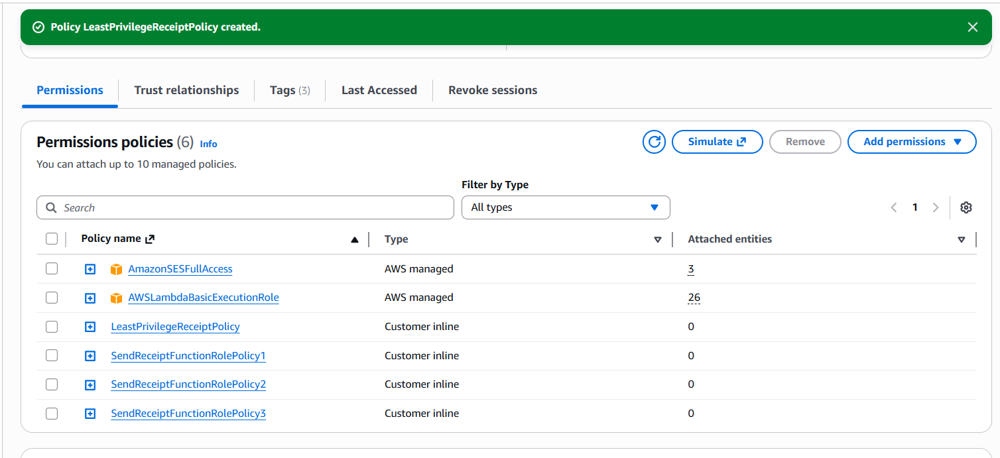 Policy LeastPrivilegeReceiptPolicy created.
Permissions
Trust relationships
Tags (3)
Last Accessed
Revoke sessions
Permissions policies (6) Info
Simulate
Remove
Add permissions
You can attach up to 10 managed policies.
Filter by Type
Search
All types
1
Policy name
Type
Attached entities
AmazonSESFullAccess
AWS managed
3
AWSLambdaBasicExecutionRole
AWS managed
26
LeastPrivilegeReceiptPolicy
Customer inline
0
SendReceiptFunctionRolePolicy1
Customer inline
0
SendReceiptFunctionRolePolicy2
Customer inline
0
SendReceiptFunctionRolePolicy3
Customer inline
0